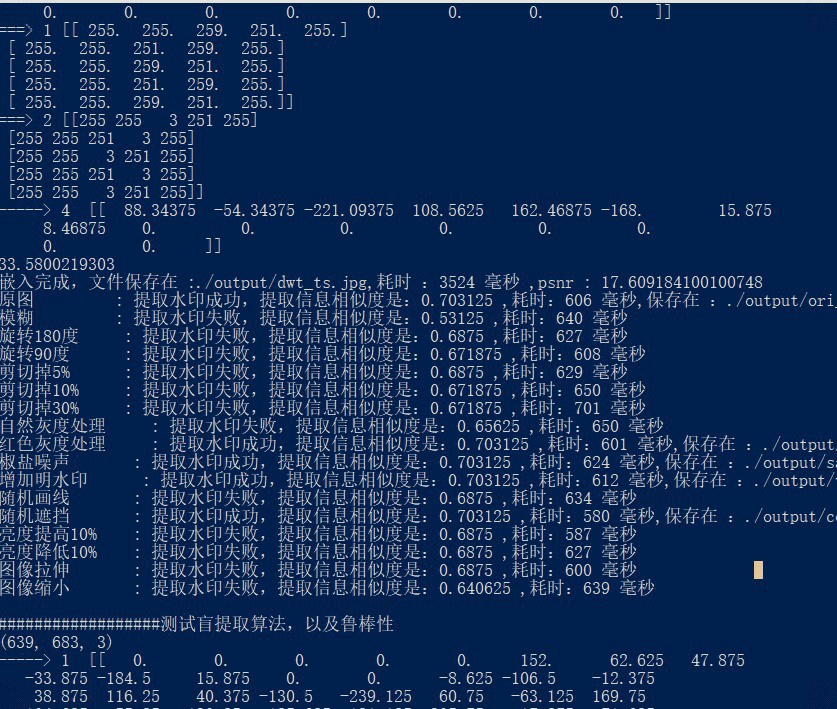 0. 0. 0. 0. 0. 0. 0. 0. ]]
===> 1 [[ 255. 255. 259. 251. 255.]
[ 255. 255. 251. 259. 255.]
[ 255. 255. 259. 251. 255.]
[ 255. 255. 251. 259. 255.]
[ 255. 255. 259. 251. 255.]]
===> 2 [[255 255 3 251 255]
[255 255 251 3 255]
[255 255 3 251 255]
[255 255 251 3 255]
[255 255 3 251 255]]
-----> 4 [[ 88.34375 -54.34375 -221.09375 108.5625 162.46875 -168. 15.875
8.46875 0. 0. 0. 0. 0. 0.
0. 0. ]]
33.5800219303
嵌入完成，文件保存在 :./output/dwt_ts.jpg,耗时 : 3524 毫秒 ,psnr : 17.609184100100748
原图 : 提取水印成功，提取信息相似度是: 0.703125 ,耗时: 606 毫秒,保存在 : ./output/ori_
模糊 : 提取水印失败，提取信息相似度是: 0.53125 ,耗时: 640 毫秒
旋转180度 : 提取水印失败，提取信息相似度是: 0.6875 ,耗时: 627 毫秒
旋转90度 : 提取水印失败，提取信息相似度是: 0.671875 ,耗时: 608 毫秒
剪切掉5% : 提取水印失败，提取信息相似度是: 0.6875 ,耗时: 629 毫秒
剪切掉10% : 提取水印失败，提取信息相似度是: 0.671875 ,耗时: 650 毫秒
剪切掉30% : 提取水印失败，提取信息相似度是: 0.671875 ,耗时: 701 毫秒
自然灰度处理 : 提取水印失败，提取信息相似度是: 0.65625 ,耗时: 650 毫秒
红色灰度处理 : 提取水印成功，提取信息相似度是: 0.703125 ,耗时: 601 毫秒,保存在 : ./output/
椒盐噪声 : 提取水印成功，提取信息相似度是: 0.703125 ,耗时: 624 毫秒,保存在 : ./output/sa
增加明水印 : 提取水印成功，提取信息相似度是: 0.703125 ,耗时: 612 毫秒,保存在 : ./output/
随机画线 : 提取水印失败，提取信息相似度是: 0.6875 ,耗时: 634 毫秒
随机遮挡 : 提取水印成功，提取信息相似度是: 0.703125 ,耗时: 580 毫秒,保存在 : ./output/co
亮度提高10% : 提取水印失败，提取信息相似度是: 0.6875 ,耗时: 587 毫秒
亮度降低10% : 提取水印失败，提取信息相似度是: 0.6875 ,耗时: 627 毫秒
图像拉伸 : 提取水印失败，提取信息相似度是: 0.6875 ,耗时: 600 毫秒
图像缩小 : 提取水印失败，提取信息相似度是: 0.640625 ,耗时: 639 毫秒
##################测试盲提取算法，以及鲁棒性
(639, 683, 3)
-----> 1 [[ 0. 0. 0. 0. 0. 152. 62.625 47.875
-33.875 -184.5 15.875 0. 0. -8.625 -106.5 -12.375
38.875 116.25 40.375 -130.5 -239.125 60.75 -63.125 169.75